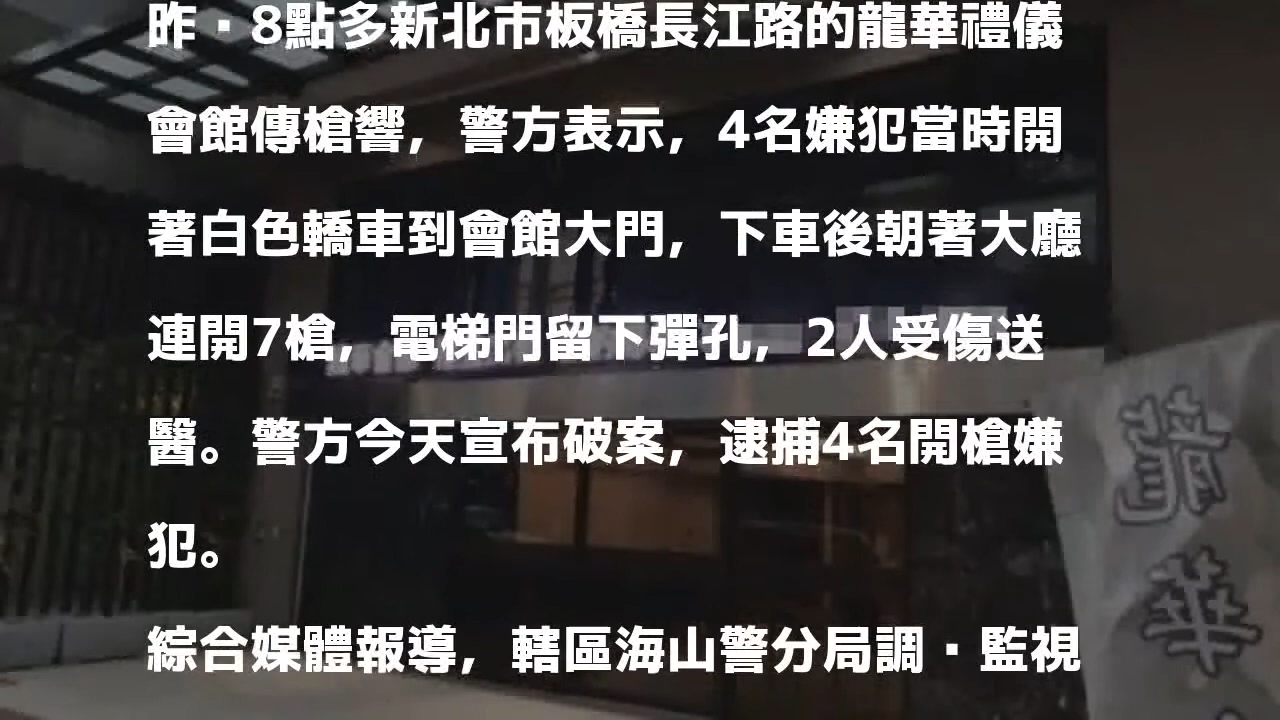 昨·8點多新北市板橋長江路的龍華禮儀
會館傳槍響，警方表示，4名嫌犯當時開
著白色轎車到會館大門，下車後朝著大廳
連開7槍，電梯門留下彈孔，2人受傷送
醫。警方今天宣布破案，逮捕4名開槍嫌
犯。
綜合媒體報導，轄區海山警分局調·監視
龍華